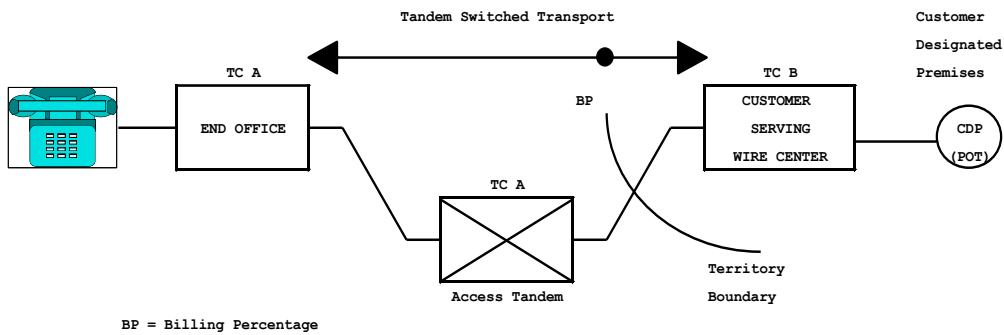 Tandem Switched Transport
Customer
Designated
Premises
TC A
TC B
BP
END OFFICE
CUSTOMER
SERVING
WIRE CENTER
CDP
(POT)
TC A
Access Tandem
Territory
Boundary
BP = Billing Percentage